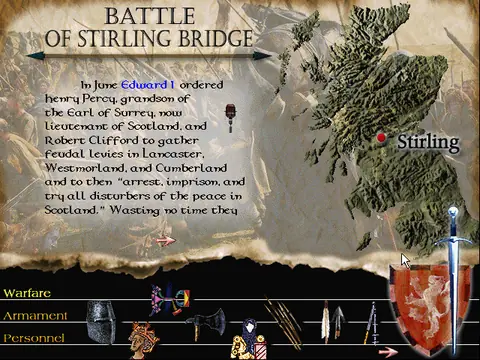 BATTLE
OF STIRLING BRIDGE
In June Edward I ordered
Henry Percy, grandson of
the Earl of Surrey, now
lieutenant of Scotland, and
Robert Clifford to gather
feudal levies in Lancaster,
Westmorland, and Cumberland
and to then "arrest, imprison, and
try all disturbers of the peace in
Scotland." Wasting no time they
Stirling
Warfare
Armament
Personnel